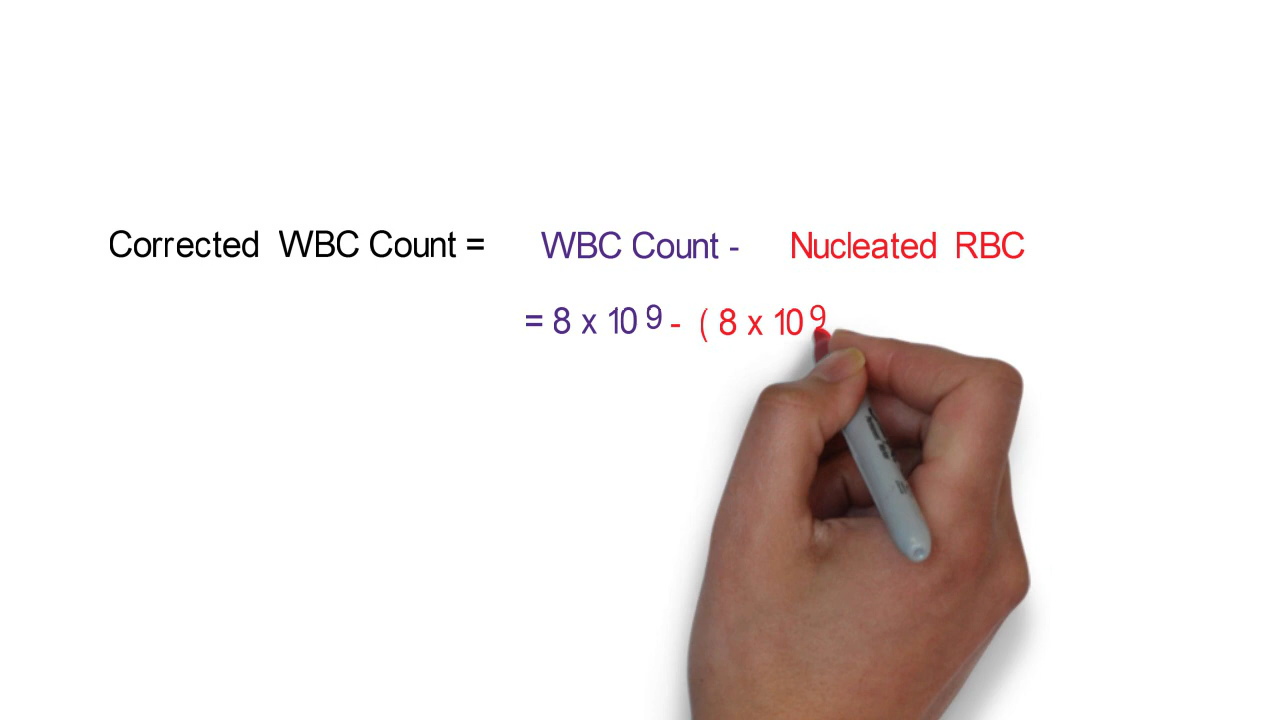 Corrected WBC Count = WBC Count - Nucleated RBC
= 8 x 10 9 - ( 8 x 10 9